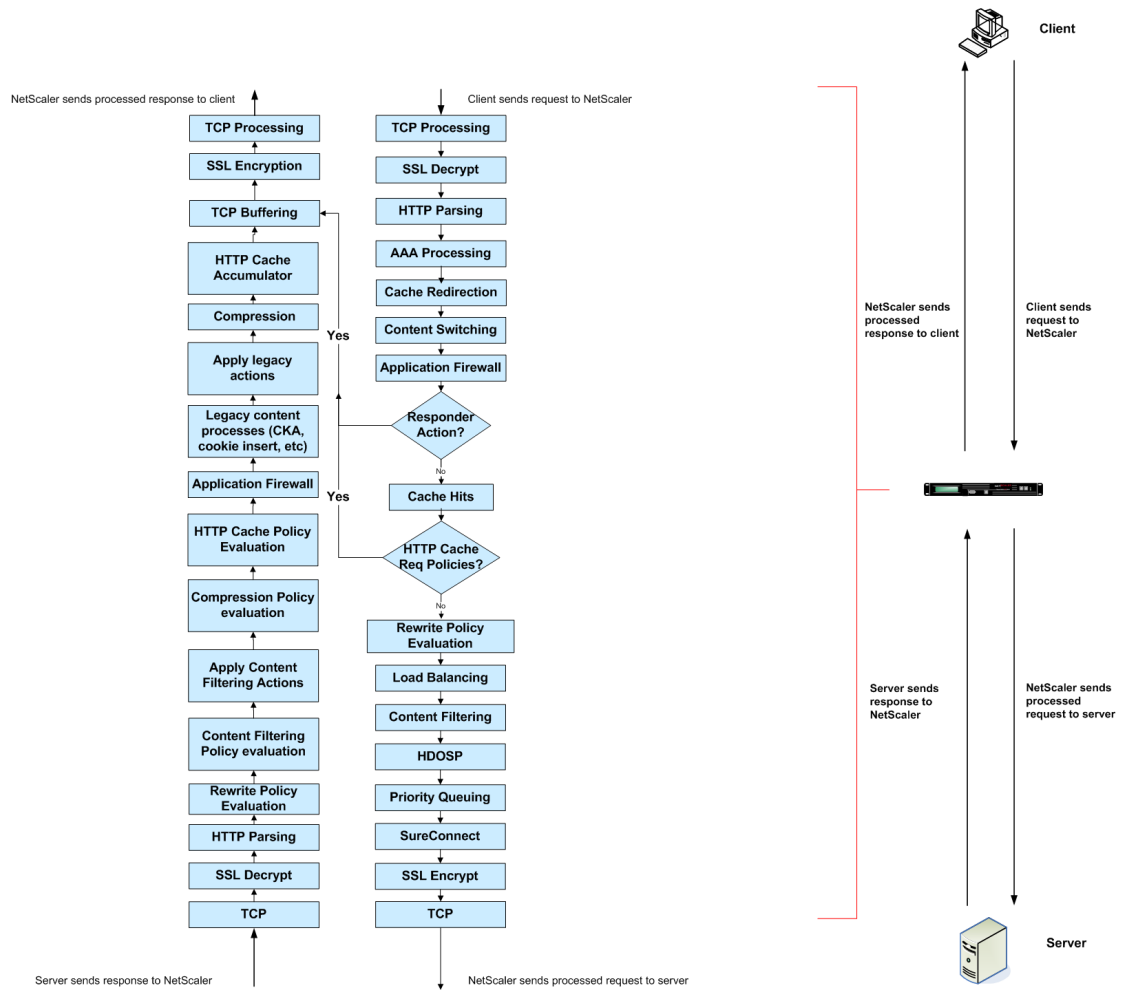 NetScaler sends processed response to client
TCP Processing
SSL Encryption
TCP Buffering
HTTP Cache
Accumulator
Compression
Apply legacy
actions
Legacy content
processes (CKA,
cookie insert, etc)
Application Firewall
HTTP Cache Policy
Evaluation
Compression Policy
evaluation
Apply Content
Filtering Actions
Content Filtering
Policy evaluation
Rewrite Policy
Evaluation
HTTP Parsing
SSL Decrypt
TCP
Server sends response to NetScaler
Yes
Yes
Client sends request to NetScaler
TCP Processing
SSL Decrypt
HTTP Parsing
AAA Processing
Cache Redirection
Content Switching
Application Firewall
Responder
Action?
No
Cache Hits
HTTP Cache
Req Policies?
No
Rewrite Policy
Evaluation
Load Balancing
Content Filtering
HDOSP
Priority Queuing
SureConnect
SSL Encrypt
TCP
NetScaler sends processed request to server
Client
NetScaler sends
processed
response to client
Client sends
request to
NetScaler
Server sends
response to
NetScaler
NetScaler sends
processed
request to server
Server